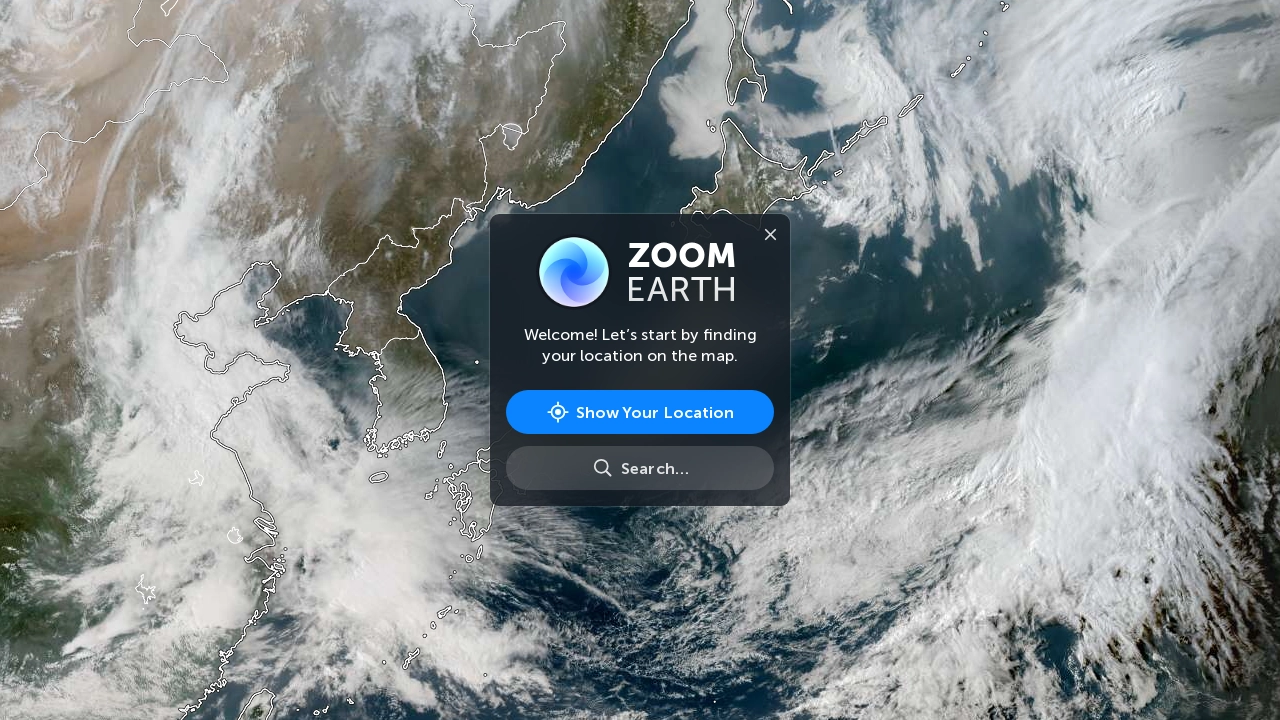 ZOOM
EARTH
Welcome! Let’s start by finding
your location on the map.
Show Your Location
Search...